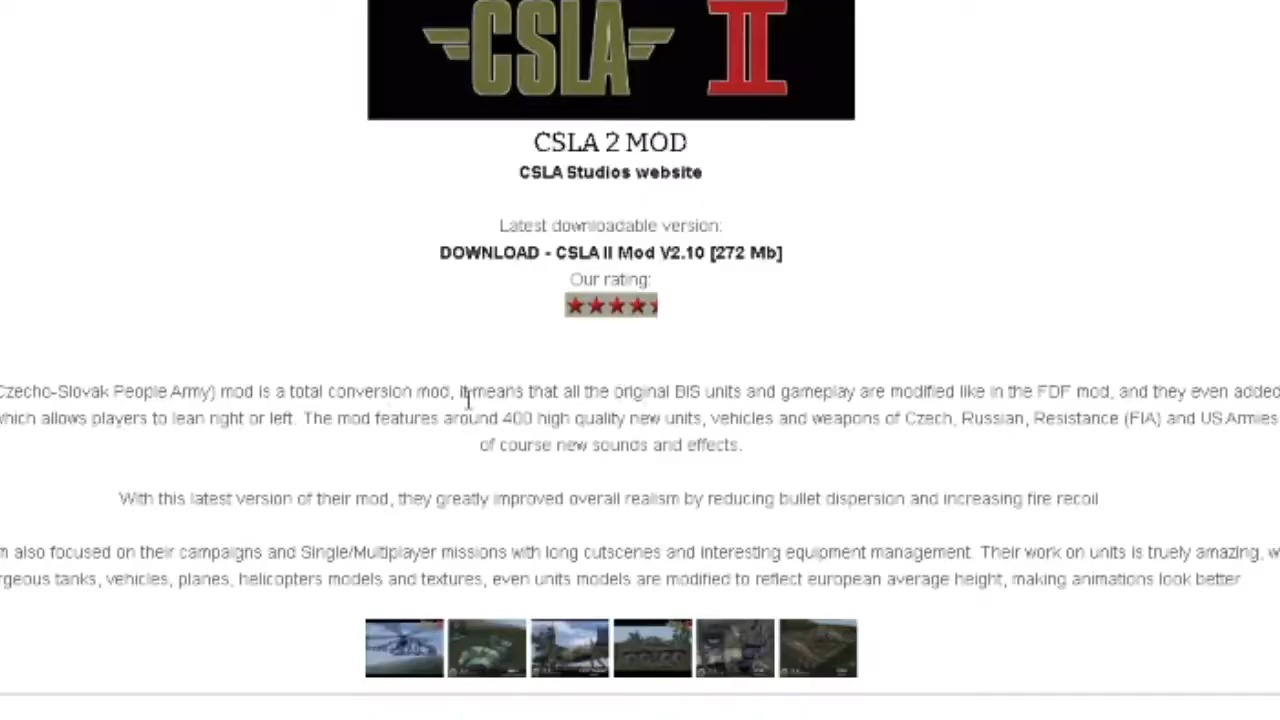 CSLA II
CSLA 2 MOD
CSLA Studios website
Latest downloadable version:
DOWNLOAD - CSLA II Mod V2.10 [272 Mb]
Our rating:
Czecho-Slovak People Army) mod is a total conversion mod, it means that all the original BIS units and gameplay are modified like in the FDF mod, and they even added
which allows players to lean right or left. The mod features around 400 high quality new units, vehicles and weapons of Czech, Russian, Resistance (FIA) and US Armies
of course new sounds and effects.
With this latest version of their mod, they greatly improved overall realism by reducing bullet dispersion and increasing fire recoil
also focused on their campaigns and Single/Multiplayer missions with long cutscenes and interesting equipment management. Their work on units is truely amazing,
tanks, vehicles, planes, helicopters models and textures, even units models are modified to reflect european average height, making animations look better